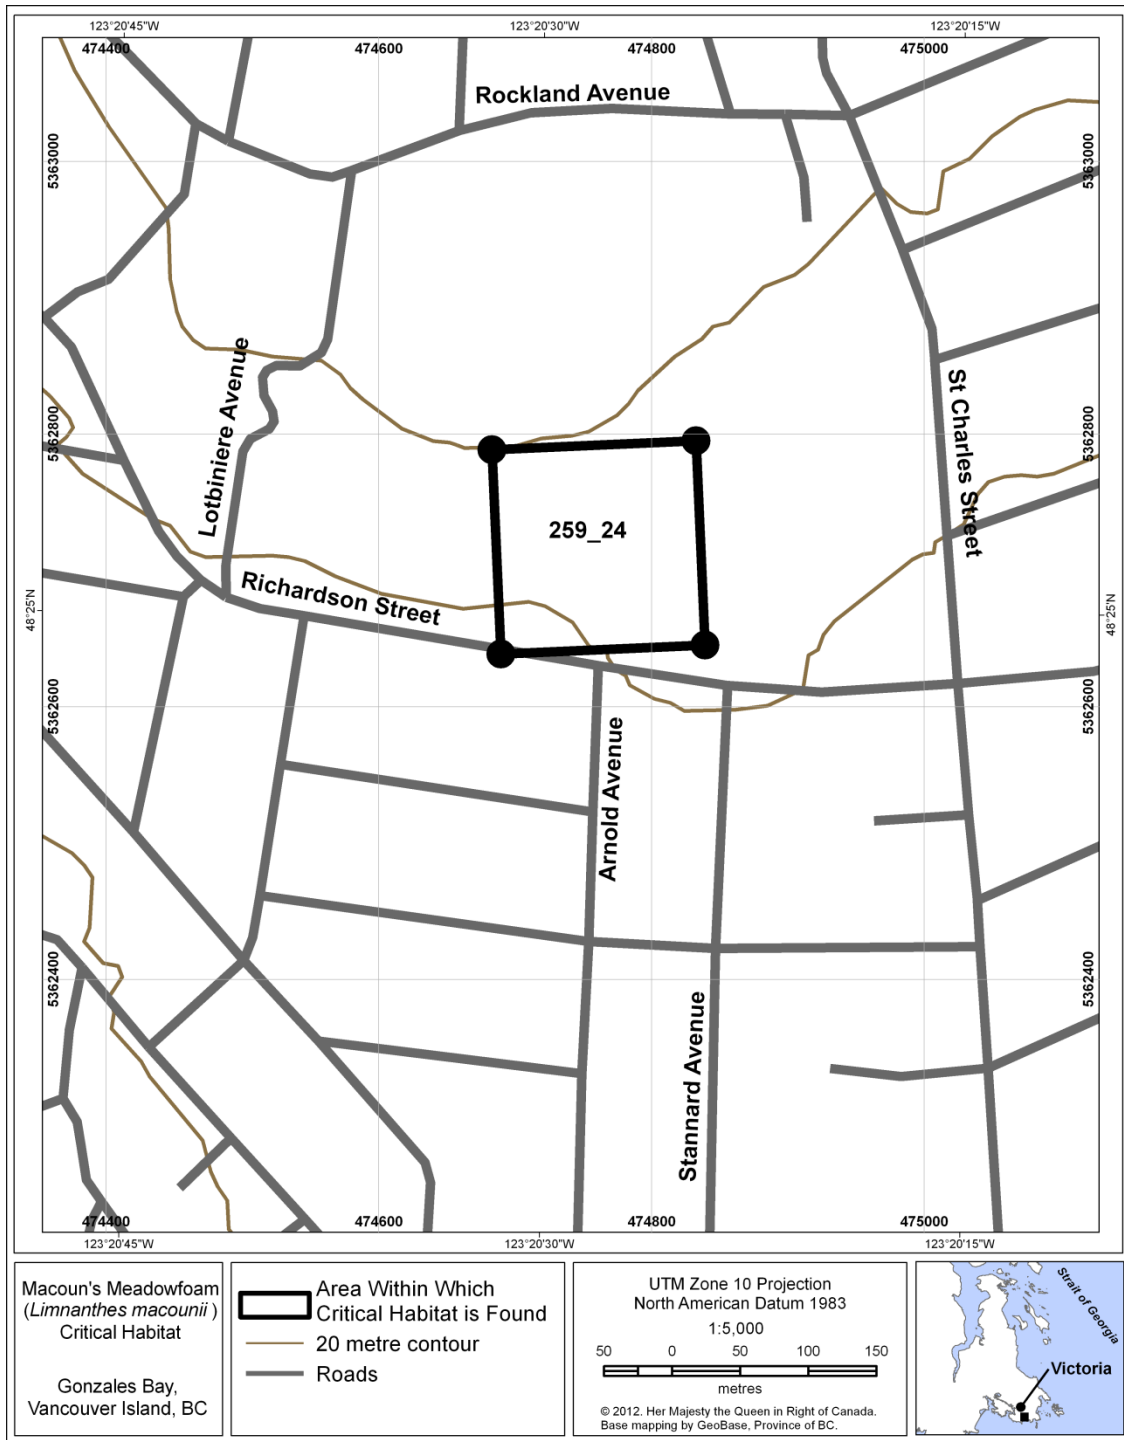 123°20'45"W
123°20'30"W
123°20'15"W
474400
474600
474800
475000
Rockland Avenue
5363000
5363000
Lotbiniere Avenue
St Charles Street
5362800
5362800
259_24
Richardson Street
48°25'N
48°25'N
5362600
5362600
Arnold Avenue
5362400
5362400
Stannard Avenue
474400
474600
474800
475000
123°20'45"W
123°20'30"W
123°20'15"W
Macoun's Meadowfoam
(Limnanthes macounii)
Critical Habitat
Gonzales Bay,
Vancouver Island, BC
Area Within Which
Critical Habitat is Found
20 metre contour
Roads
UTM Zone 10 Projection
North American Datum 1983
1:5,000
50 0 50 100 150
metres
© 2012. Her Majesty the Queen in Right of Canada.
Base mapping by GeoBase, Province of BC.
Strait of Georgia
Victoria